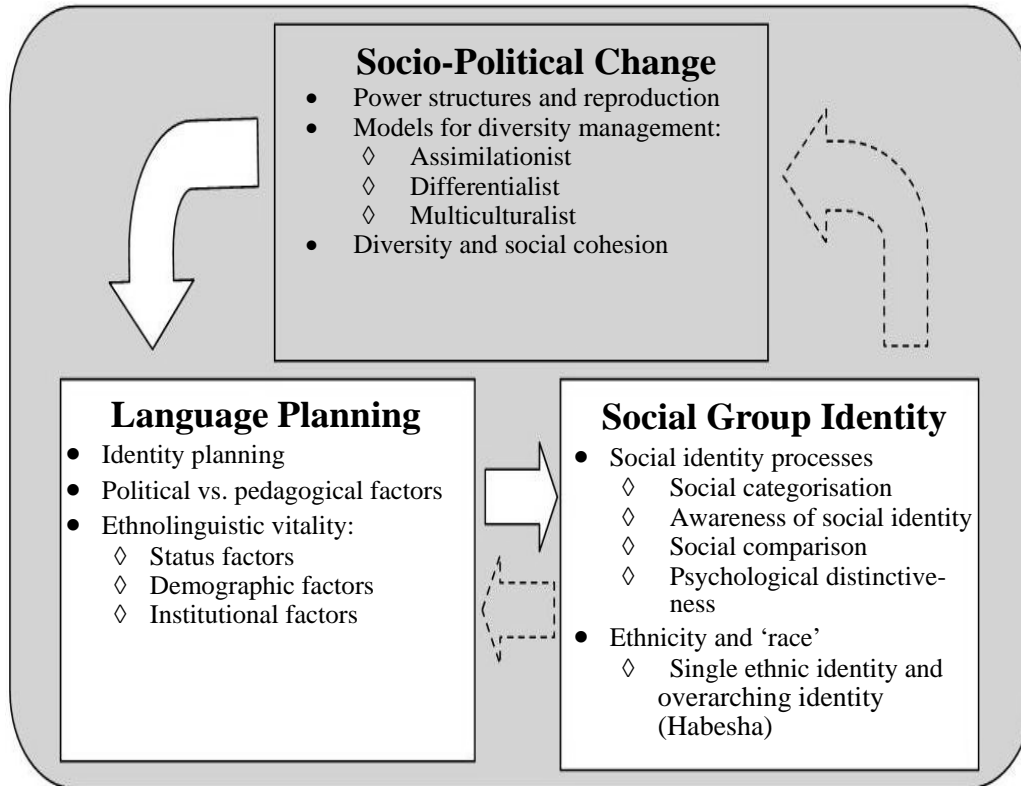 Socio-Political Change
• Power structures and reproduction
• Models for diversity management:
◊ Assimilationist
◊ Differentialist
◊ Multiculturalist
• Diversity and social cohesion
Language Planning
• Identity planning
• Political vs. pedagogical factors
• Ethnolinguistic vitality:
◊ Status factors
◊ Demographic factors
◊ Institutional factors
Social Group Identity
• Social identity processes
◊ Social categorisation
◊ Awareness of social identity
◊ Social comparison
◊ Psychological distinctive-
ness
• Ethnicity and ‘race’
◊ Single ethnic identity and
overarching identity
(Habesha)